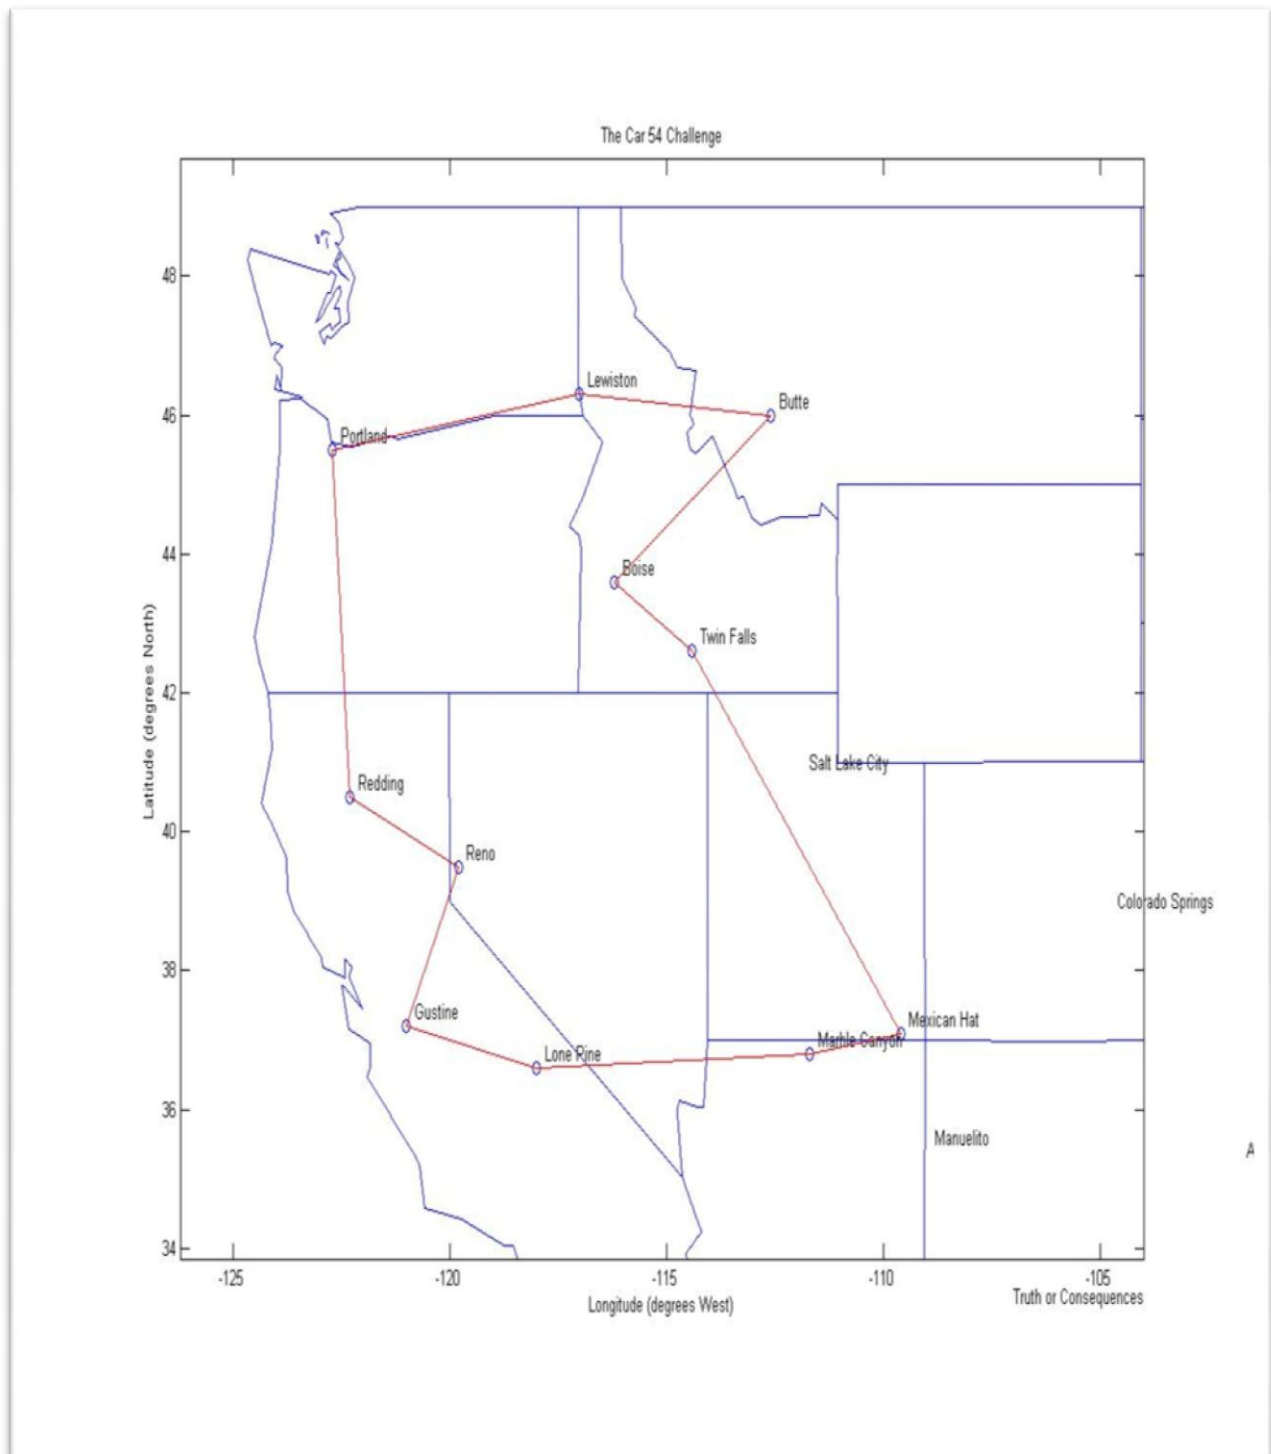 The Car 54 Challenge
48
Lewiston
Butte
46
Portland
44
Boise
Twin Falls
Latitude (degrees North)
42
Salt Lake City
Redding
40
Reno
Colorado Springs
38
Gustine
Mexican Hat
Marble Canyon
Lone Pine
36
Manuelito
A
34
-125
-120
-115
-110
-105
Truth or Consequences
Longitude (degrees West)